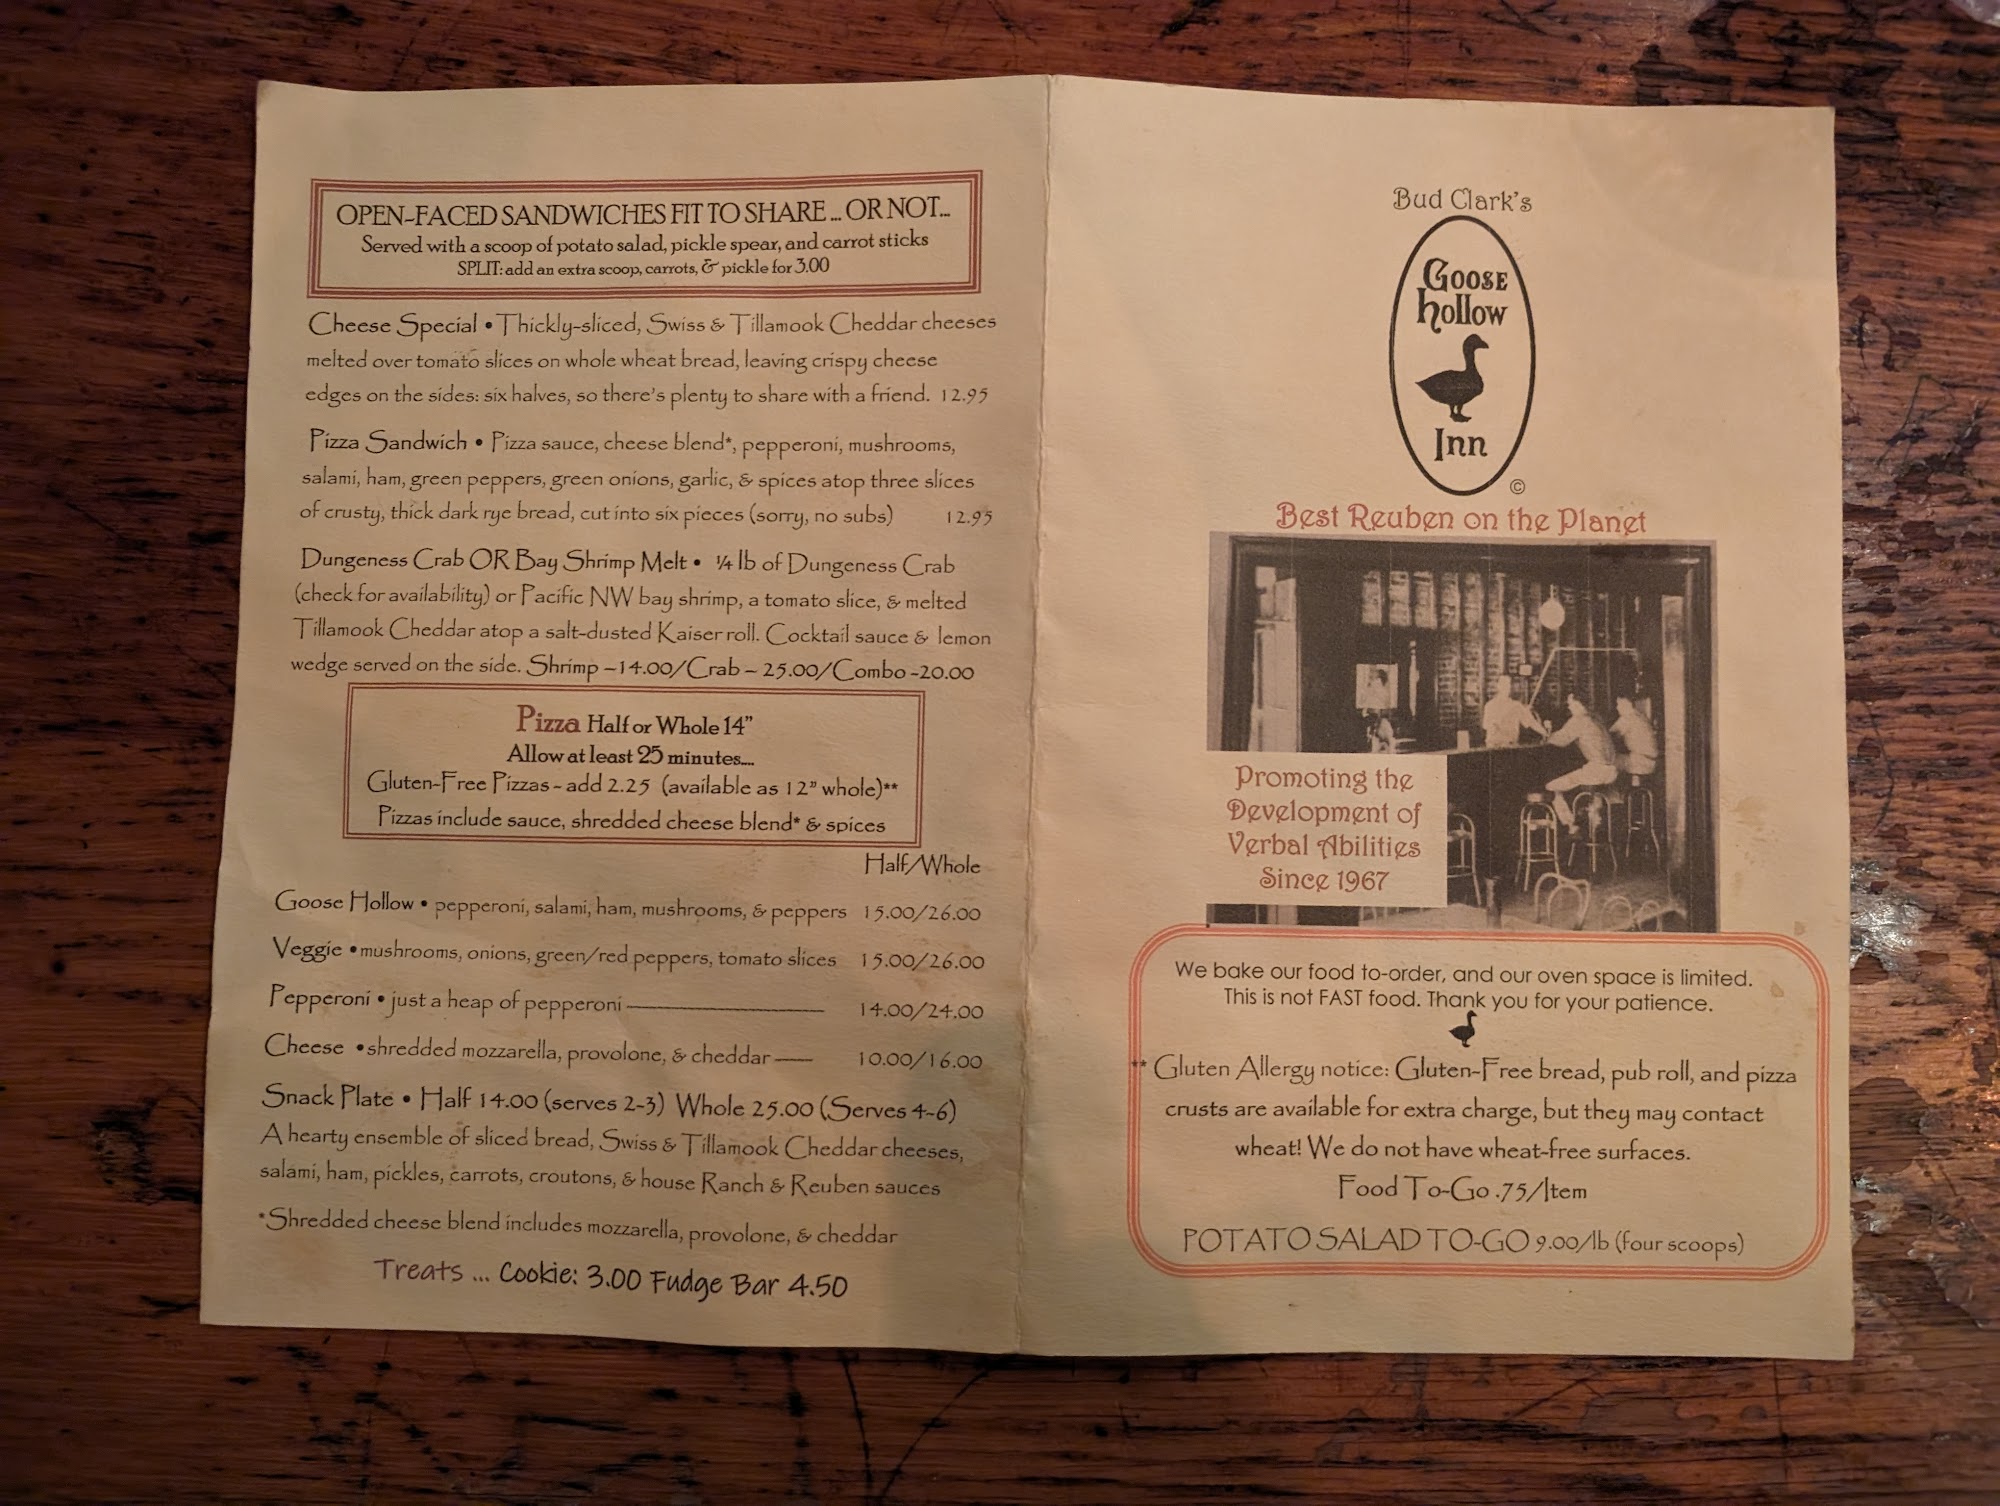 OPEN-FACED SANDWICHES FIT TO SHARE ... OR NOT...
Served with a scoop of potato salad, pickle spear, and carrot sticks
SPLIT: add an extra scoop, carrots, & pickle for 3.00
Cheese Special • Thickly-sliced, Swiss & Tillamook Cheddar cheeses
melted over tomato slices on whole wheat bread, leaving crispy cheese
edges on the sides: six halves, so there's plenty to share with a friend. 12.95
Pizza Sandwich • Pizza sauce, cheese blend*, pepperoni, mushrooms,
salami, ham, green peppers, green onions, garlic, & spices atop three slices
of crusty, thick dark rye bread, cut into six pieces (sorry, no subs) 12.95
Dungeness Crab OR Bay Shrimp Melt • ¼ lb of Dungeness Crab
(check for availability) or Pacific NW bay shrimp, a tomato slice, & melted
Tillamook Cheddar atop a salt-dusted Kaiser roll. Cocktail sauce & lemon
wedge served on the side. Shrimp –14.00/Crab – 25.00/Combo -20.00
Pizza Half or Whole 14"
Allow at least 25 minutes....
Gluten-Free Pizzas - add 2.25 (available as 12" whole)**
Pizzas include sauce, shredded cheese blend* & spices
Half/Whole
Goose Hollow • pepperoni, salami, ham, mushrooms, & peppers 15.00/26.00
Veggie • mushrooms, onions, green/red peppers, tomato slices 15.00/26.00
Pepperoni • just a heap of pepperoni 14.00/24.00
Cheese • shredded mozzarella, provolone, & cheddar 10.00/16.00
Snack Plate • Half 14.00 (serves 2-3) Whole 25.00 (Serves 4-6)
A hearty ensemble of sliced bread, Swiss & Tillamook Cheddar cheeses,
salami, ham, pickles, carrots, croutons, & house Ranch & Reuben sauces
*Shredded cheese blend includes mozzarella, provolone, & cheddar
Treats ... Cookie: 3.00 Fudge Bar 4.50
Bud Clark's
Goose
Hollow
Inn
©
Best Reuben on the Planet
Promoting the
Development of
Verbal Abilities
Since 1967
We bake our food to-order, and our oven space is limited.
This is not FAST food. Thank you for your patience.
** Gluten Allergy notice: Gluten-Free bread, pub roll, and pizza
crusts are available for extra charge, but they may contact
wheat! We do not have wheat-free surfaces.
Food To-Go .75/Item
POTATO SALAD TO-GO 9.00/lb (four scoops)